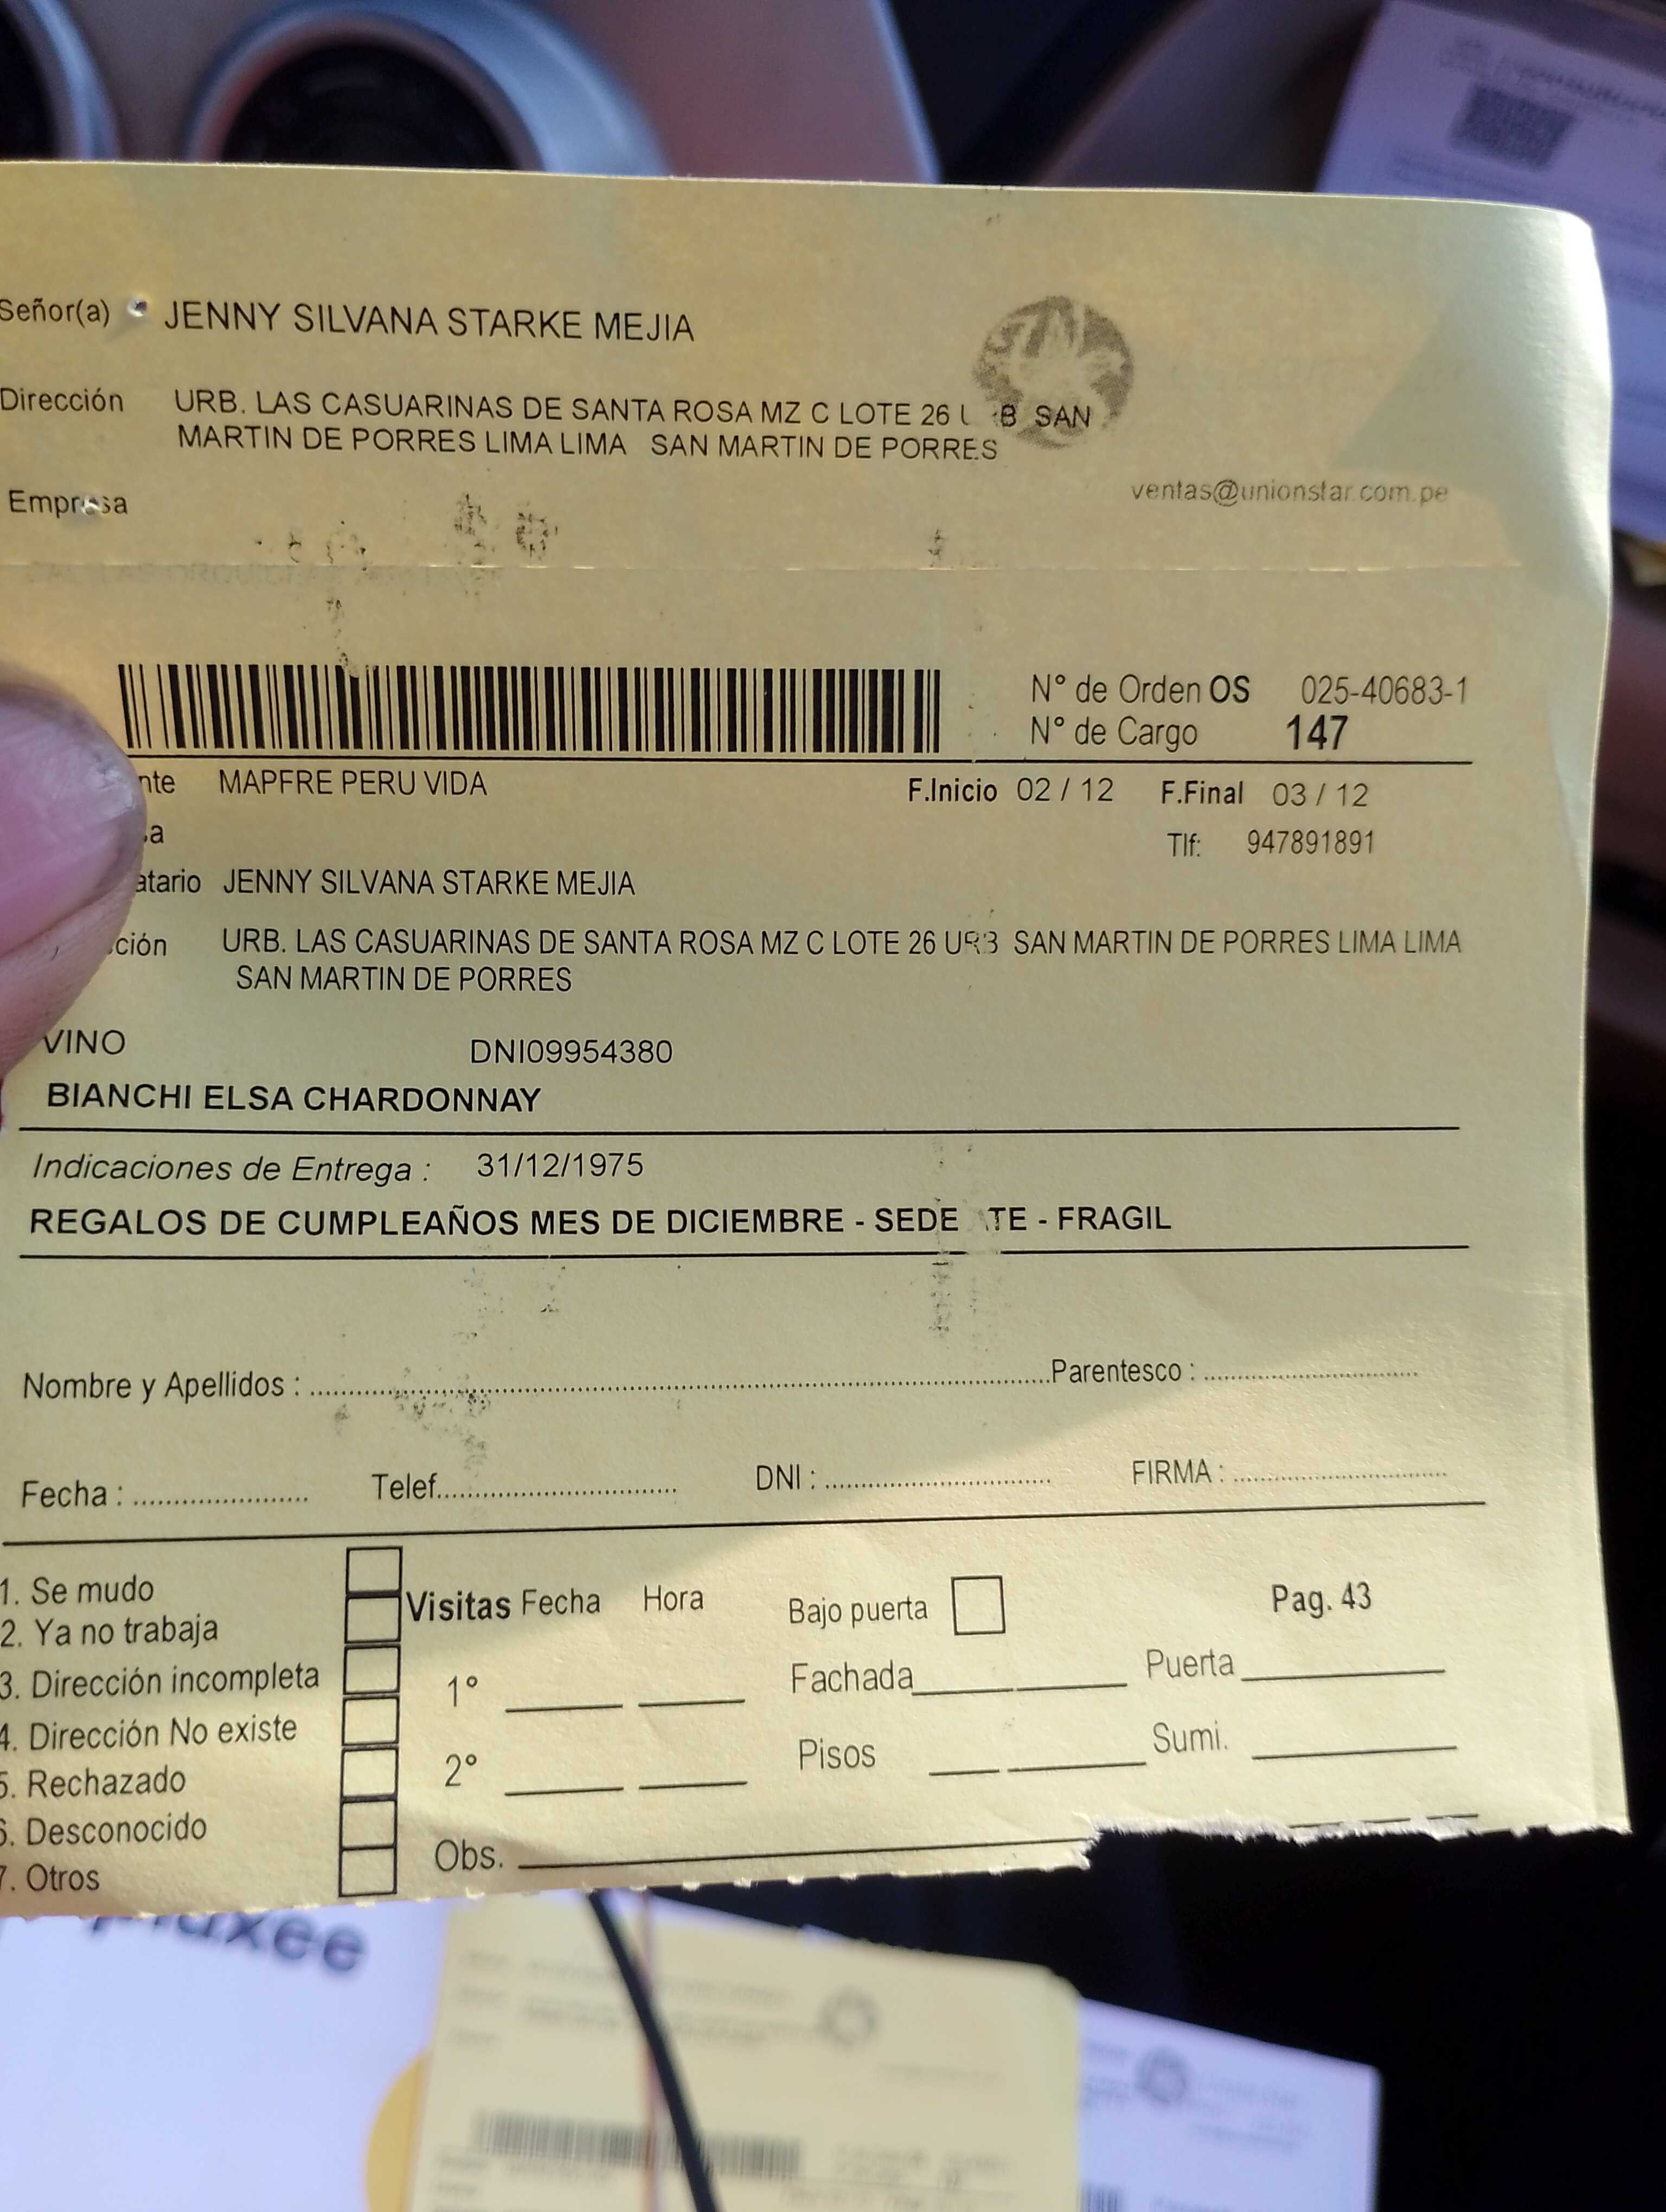 Señor(a) JENNY SILVANA STARKE MEJIA
Dirección URB. LAS CASUARINAS DE SANTA ROSA MZ C LOTE 26 SAN
MARTIN DE PORRES LIMA LIMA SAN MARTIN DE PORRES
Empresa
ventas@unionstar.com.pe
N° de Orden OS 025-40683-1
N° de Cargo 147
MAPFRE PERU VIDA F.Inicio 02 / 12 F.Final 03 / 12
Tlf: 947891891
JENNY SILVANA STARKE MEJIA
URB. LAS CASUARINAS DE SANTA ROSA MZ C LOTE 26 URB SAN MARTIN DE PORRES LIMA LIMA
SAN MARTIN DE PORRES
VINO DNI09954380
BIANCHI ELSA CHARDONNAY
Indicaciones de Entrega : 31/12/1975
REGALOS DE CUMPLEAÑOS MES DE DICIEMBRE - SEDE TE - FRAGIL
Nombre y Apellidos : Parentesco :
Fecha : Telef. DNI : FIRMA :
1. Se mudo
2. Ya no trabaja
3. Dirección incompleta
4. Dirección No existe
5. Rechazado
6. Desconocido
7. Otros
Visitas Fecha Hora
1°
2°
Obs.
Bajo puerta
Pag. 43
Fachada Puerta
Pisos Sumi.